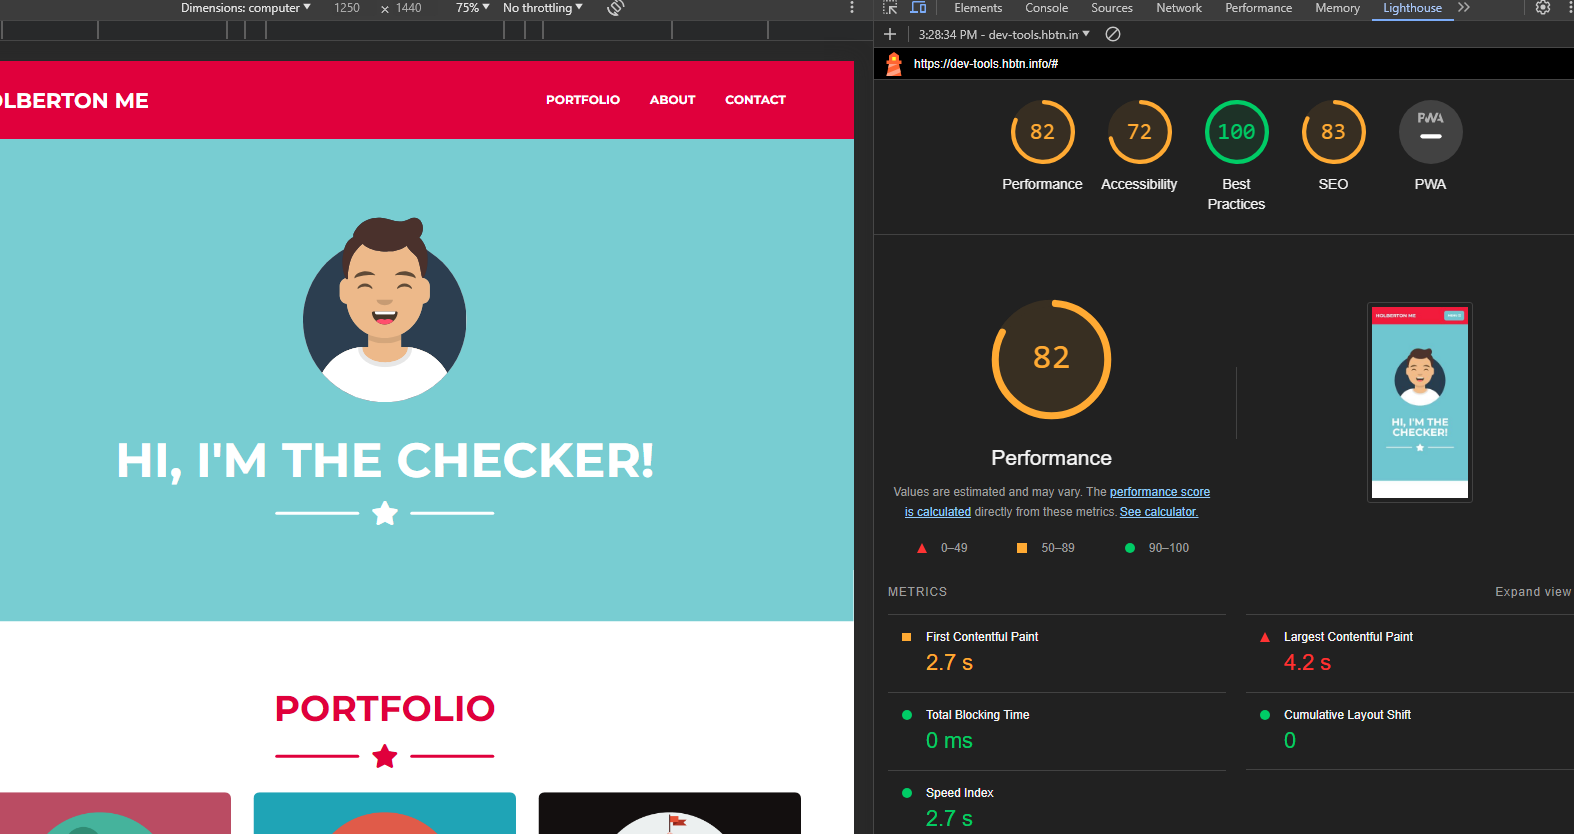 Dimensions: computer 1250 × 1440 75% No throttling
Elements Console Sources Network Performance Memory Lighthouse
3:28:34 PM - dev-tools.hbtn.in
https://dev-tools.hbtn.info/#
OLBERTON ME PORTFOLIO ABOUT CONTACT
82 72 100 83 PWA
Performance Accessibility Best Practices SEO PWA
HI, I'M THE CHECKER!
PORTFOLIO
82
Performance
Values are estimated and may vary. The performance score
is calculated directly from these metrics. See calculator.
0–49 50–89 90–100
HOLBERTON ME
HI, I'M THE
CHECKER!
METRICS Expand view
First Contentful Paint
2.7 s
Largest Contentful Paint
4.2 s
Total Blocking Time
0 ms
Cumulative Layout Shift
0
Speed Index
2.7 s